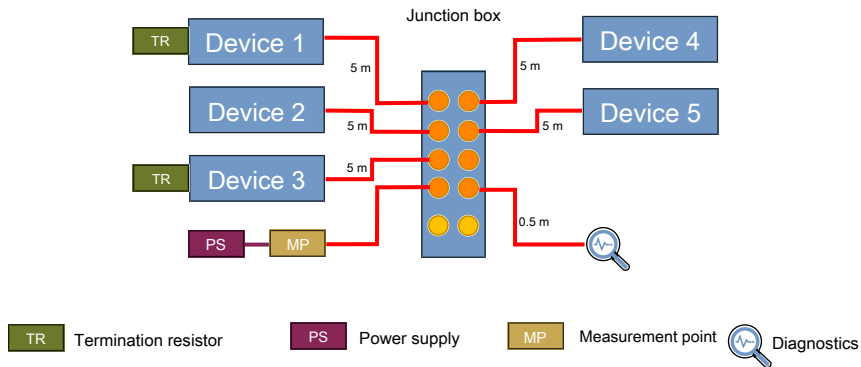 Junction box
TR
Device 1
5 m
5 m
Device 4
Device 2
5 m
5 m
Device 5
TR
Device 3
5 m
PS
MP
0.5 m
TR
Termination resistor
PS
Power supply
MP
Measurement point
Diagnostics